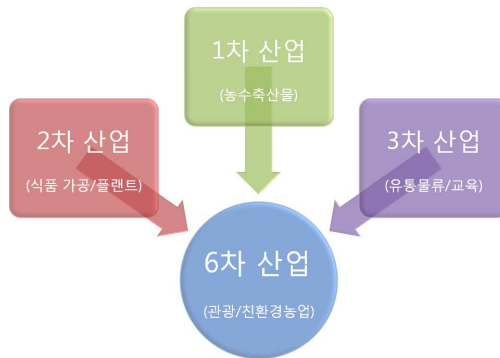 1차 산업
(농수축산물)
2차 산업
(식품 가공/플랜트)
3차 산업
(유통물류/교육)
6차 산업
(관광/친환경농업)